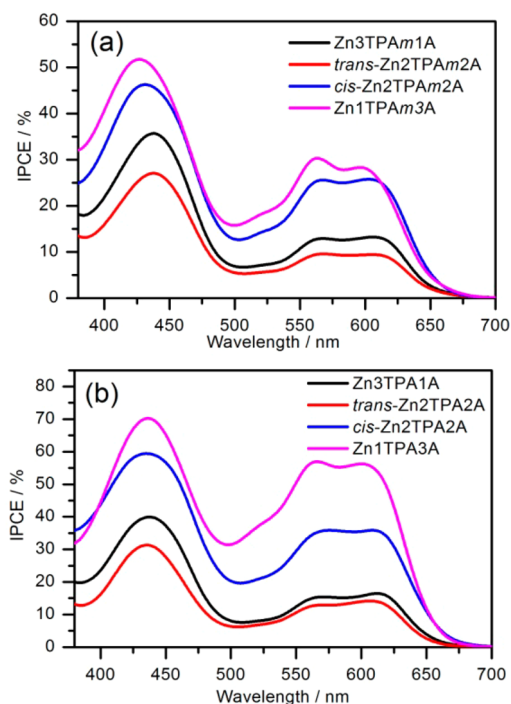 (a)
Zn3TPAm1A
trans-Zn2TPAm2A
cis-Zn2TPAm2A
Zn1TPAm3A
IPCE / %
60
50
40
30
20
10
0
400 450 500 550 600 650 700
Wavelength / nm
(b)
Zn3TPA1A
trans-Zn2TPA2A
cis-Zn2TPA2A
Zn1TPA3A
IPCE / %
80
70
60
50
40
30
20
10
0
400 450 500 550 600 650 700
Wavelength / nm